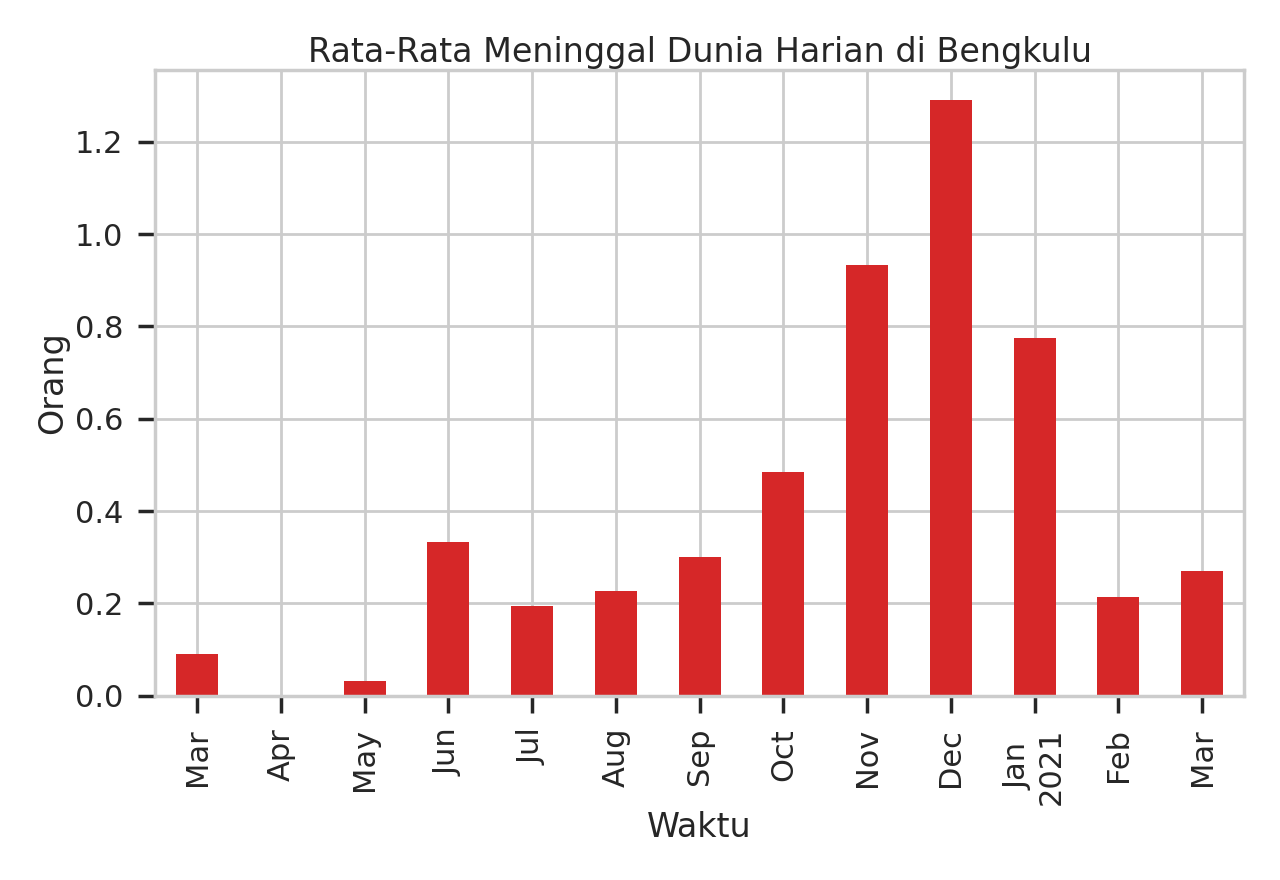 Rata-Rata Meninggal Dunia Harian di Bengkulu
Orang
1.2
1.0
0.8
0.6
0.4
0.2
0.0
Mar
Apr
May
Jun
Jul
Aug
Sep
Oct
Nov
Dec
Jan
2021
Feb
Mar
Waktu